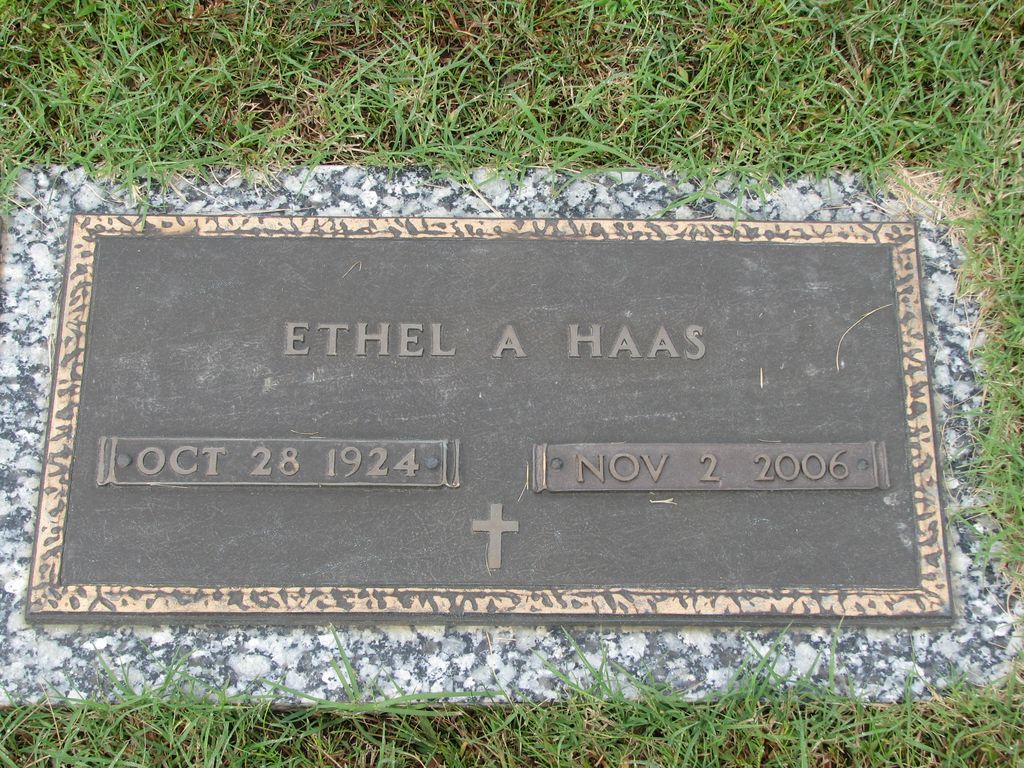 ETHEL A HAAS
OCT 28 1924
NOV 2 2006